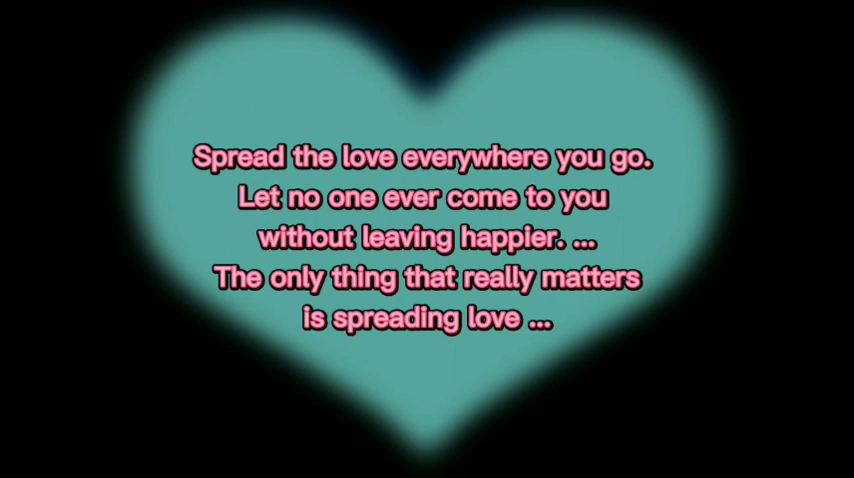 Spread the love everywhere you go.
Let no one ever come to you
without leaving happier. ...
The only thing that really matters
is spreading love ...